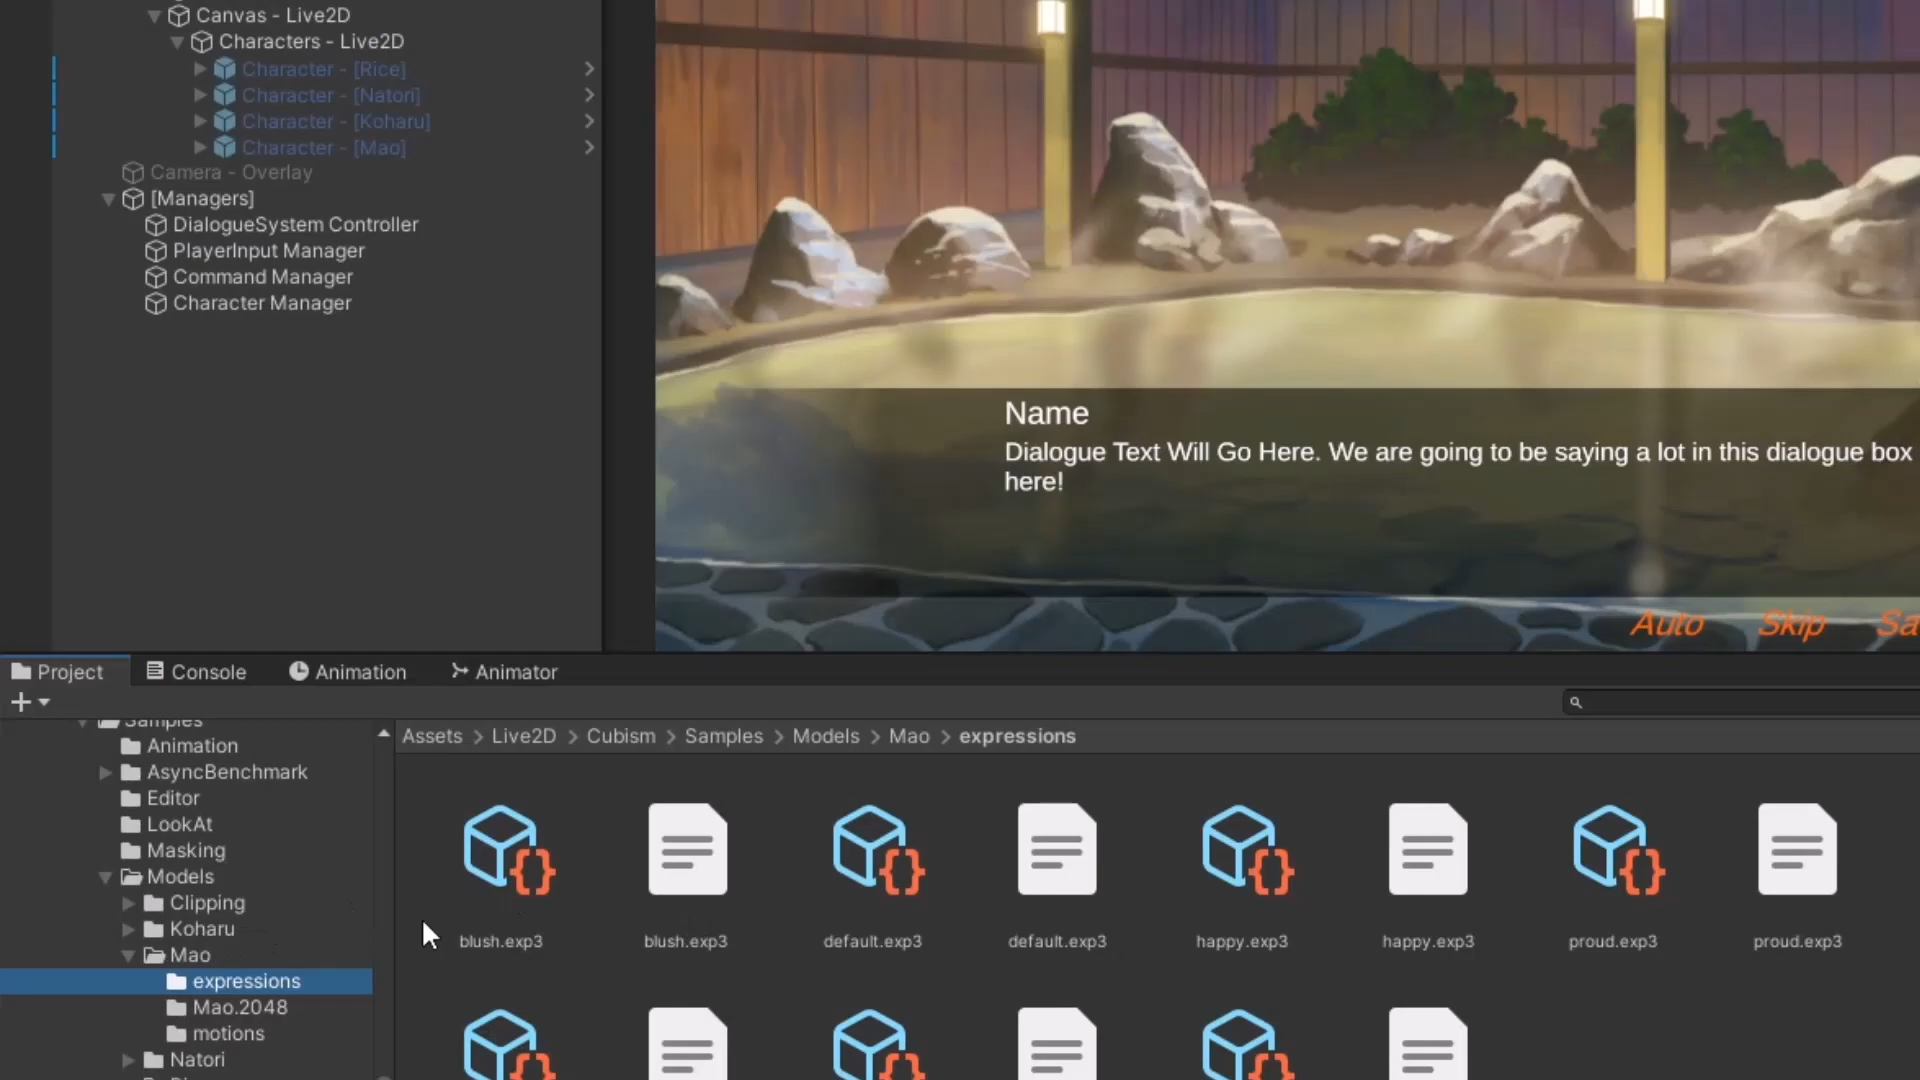 Canvas - Live2D
Characters - Live2D
Character - [Rice]
Character - [Natori]
Character - [Koharu]
Character - [Mao]
Camera - Overlay
[Managers]
DialogueSystem Controller
PlayerInput Manager
Command Manager
Character Manager
Name
Dialogue Text Will Go Here. We are going to be saying a lot in this dialogue box
here!
Auto Skip
Project Console Animation Animator
Samples
Animation
AsyncBenchmark
Editor
LookAt
Masking
Models
Clipping
Koharu
Mao
expressions
Mao.2048
motions
Natori
Assets > Live2D > Cubism > Samples > Models > Mao > expressions
blush.exp3 blush.exp3 default.exp3 default.exp3 happy.exp3 happy.exp3 proud.exp3 proud.exp3